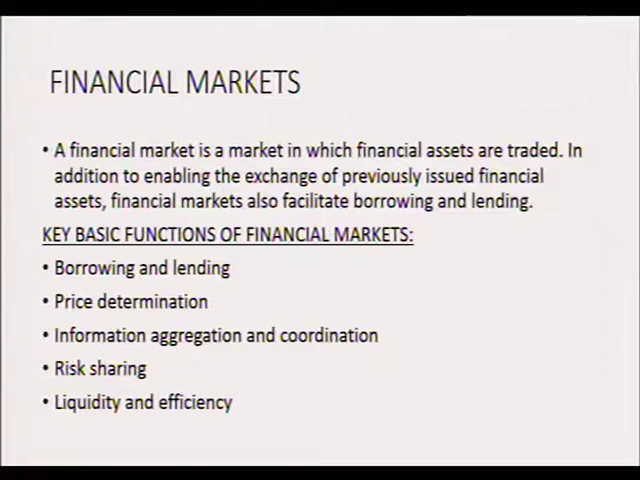 FINANCIAL MARKETS
• A financial market is a market in which financial assets are traded. In
addition to enabling the exchange of previously issued financial
assets, financial markets also facilitate borrowing and lending.
KEY BASIC FUNCTIONS OF FINANCIAL MARKETS:
• Borrowing and lending
• Price determination
• Information aggregation and coordination
• Risk sharing
• Liquidity and efficiency